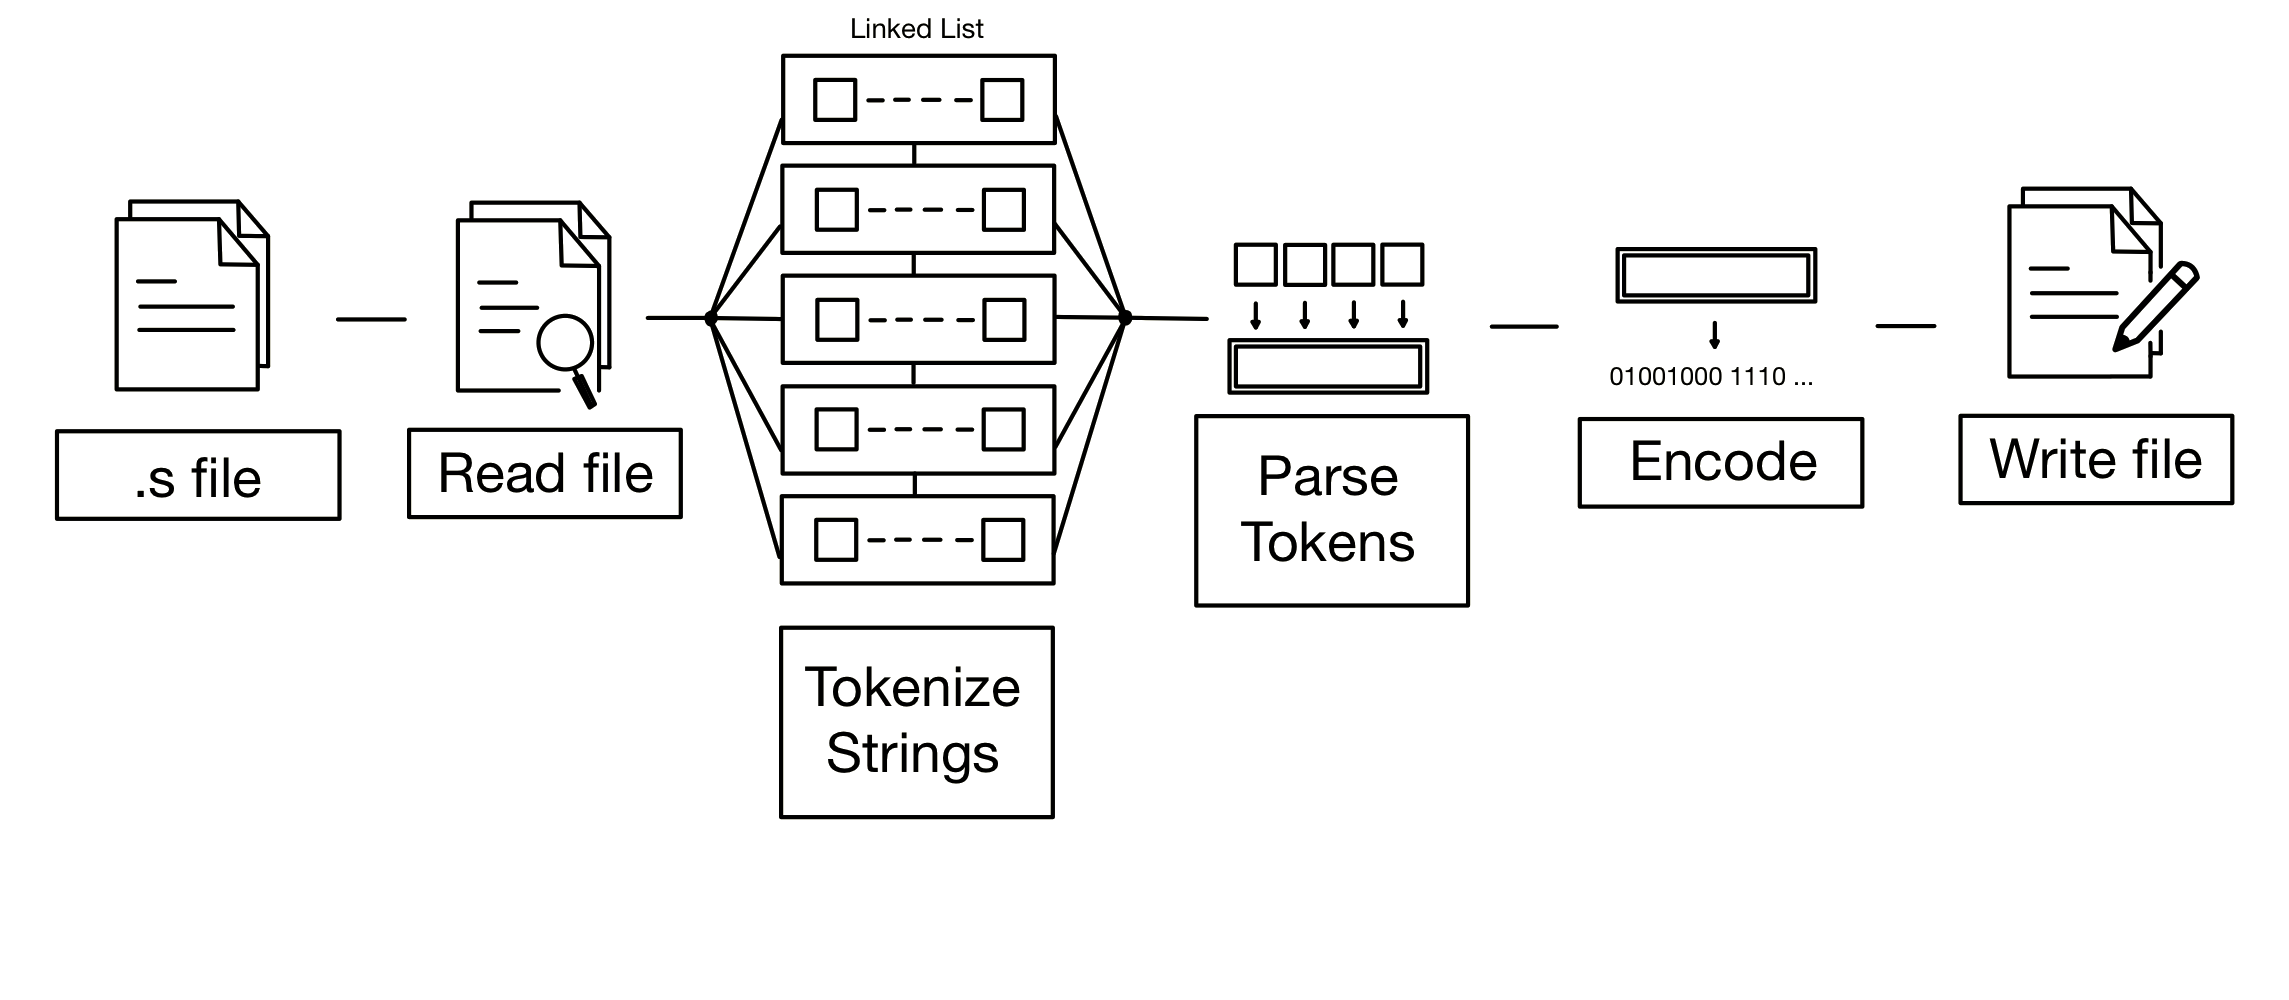 Linked List
.s file
Read file
Tokenize
Strings
Parse
Tokens
01001000 1110 ...
Encode
Write file